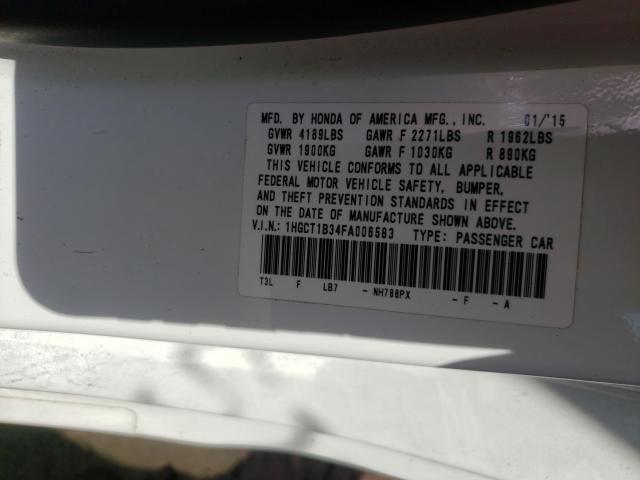 MFD. BY HONDA OF AMERICA MFG., INC. 01/'15
GVWR 4189LBS GAWR F 2271LBS R 1962LBS
GVWR 1900KG GAWR F 1030KG R 890KG
THIS VEHICLE CONFORMS TO ALL APPLICABLE
FEDERAL MOTOR VEHICLE SAFETY, BUMPER,
AND THEFT PREVENTION STANDARDS IN EFFECT
ON THE DATE OF MANUFACTURE SHOWN ABOVE.
V.I.N.: 1HGCT1B34FA006583 TYPE: PASSENGER CAR
T3L F LB7 - NH788PX - F - A